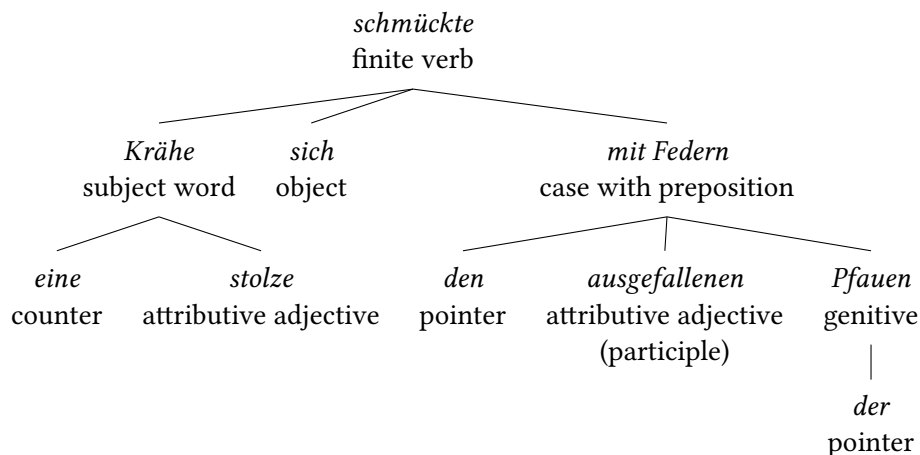 schmückte
finite verb
Krähe sich mit Federn
subject word object case with preposition
eine stolze den ausgefallenen Pfauen
counter attributive adjective pointer attributive adjective genitive
(participle)
der
pointer